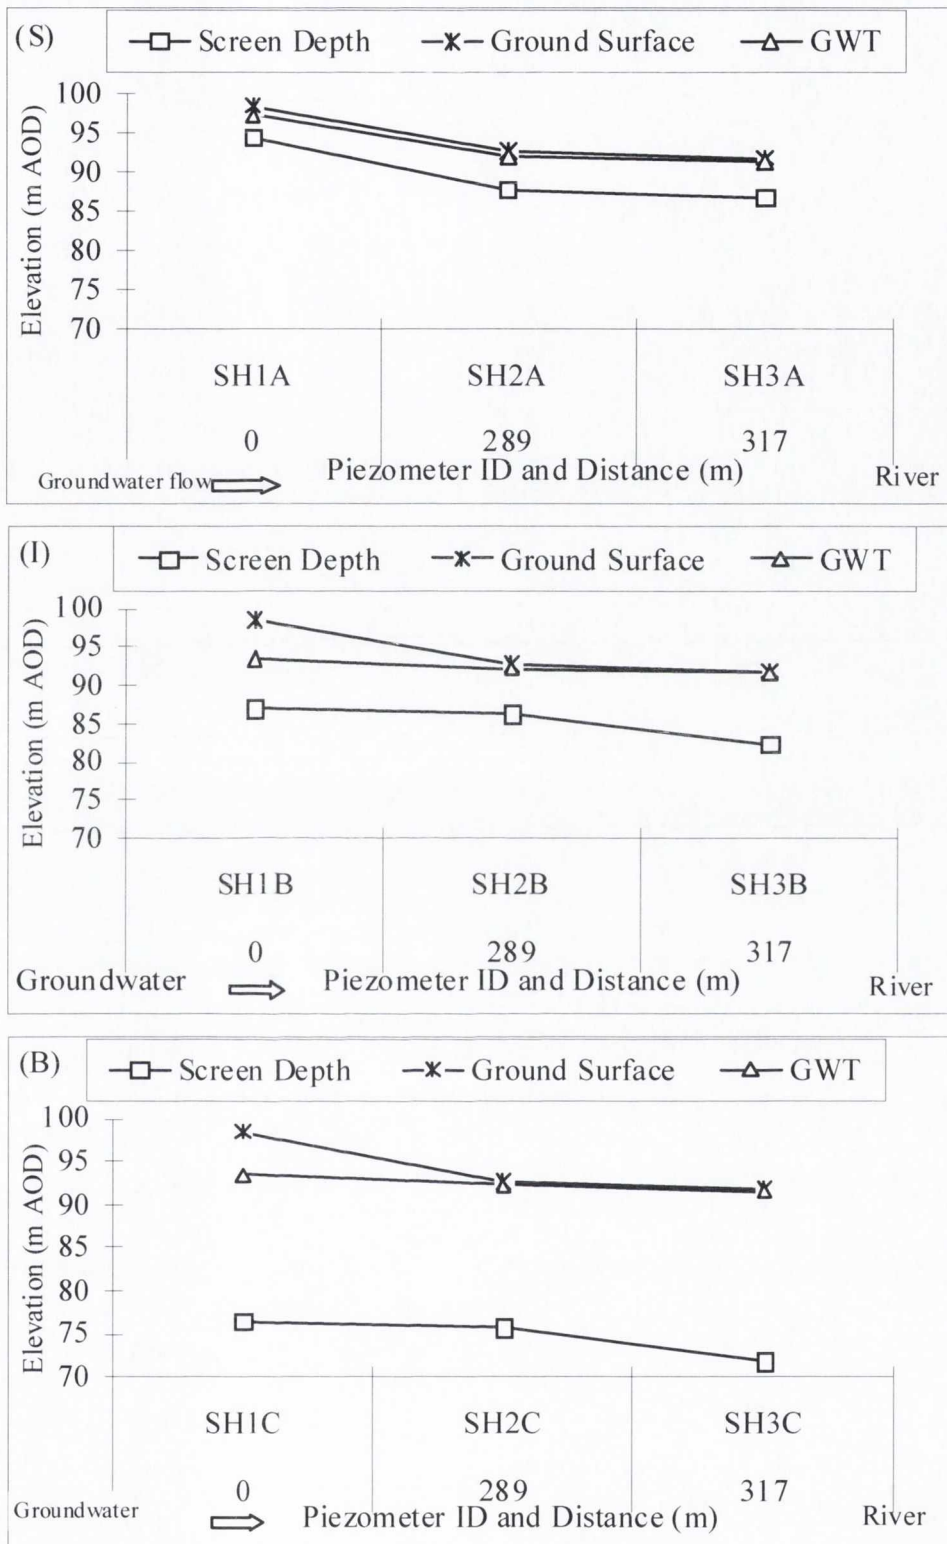 (S)
Screen Depth Ground Surface GWT
Elevation (m AOD)
100
95
90
85
80
75
70
SH1A SH2A SH3A
0 289 317
Groundwater flow Piezometer ID and Distance (m) River
(I)
Screen Depth Ground Surface GWT
Elevation (m AOD)
100
95
90
85
80
75
70
SH1B SH2B SH3B
0 289 317
Groundwater Piezometer ID and Distance (m) River
(B)
Screen Depth Ground Surface GWT
Elevation (m AOD)
100
95
90
85
80
75
70
SH1C SH2C SH3C
0 289 317
Groundwater Piezometer ID and Distance (m) River